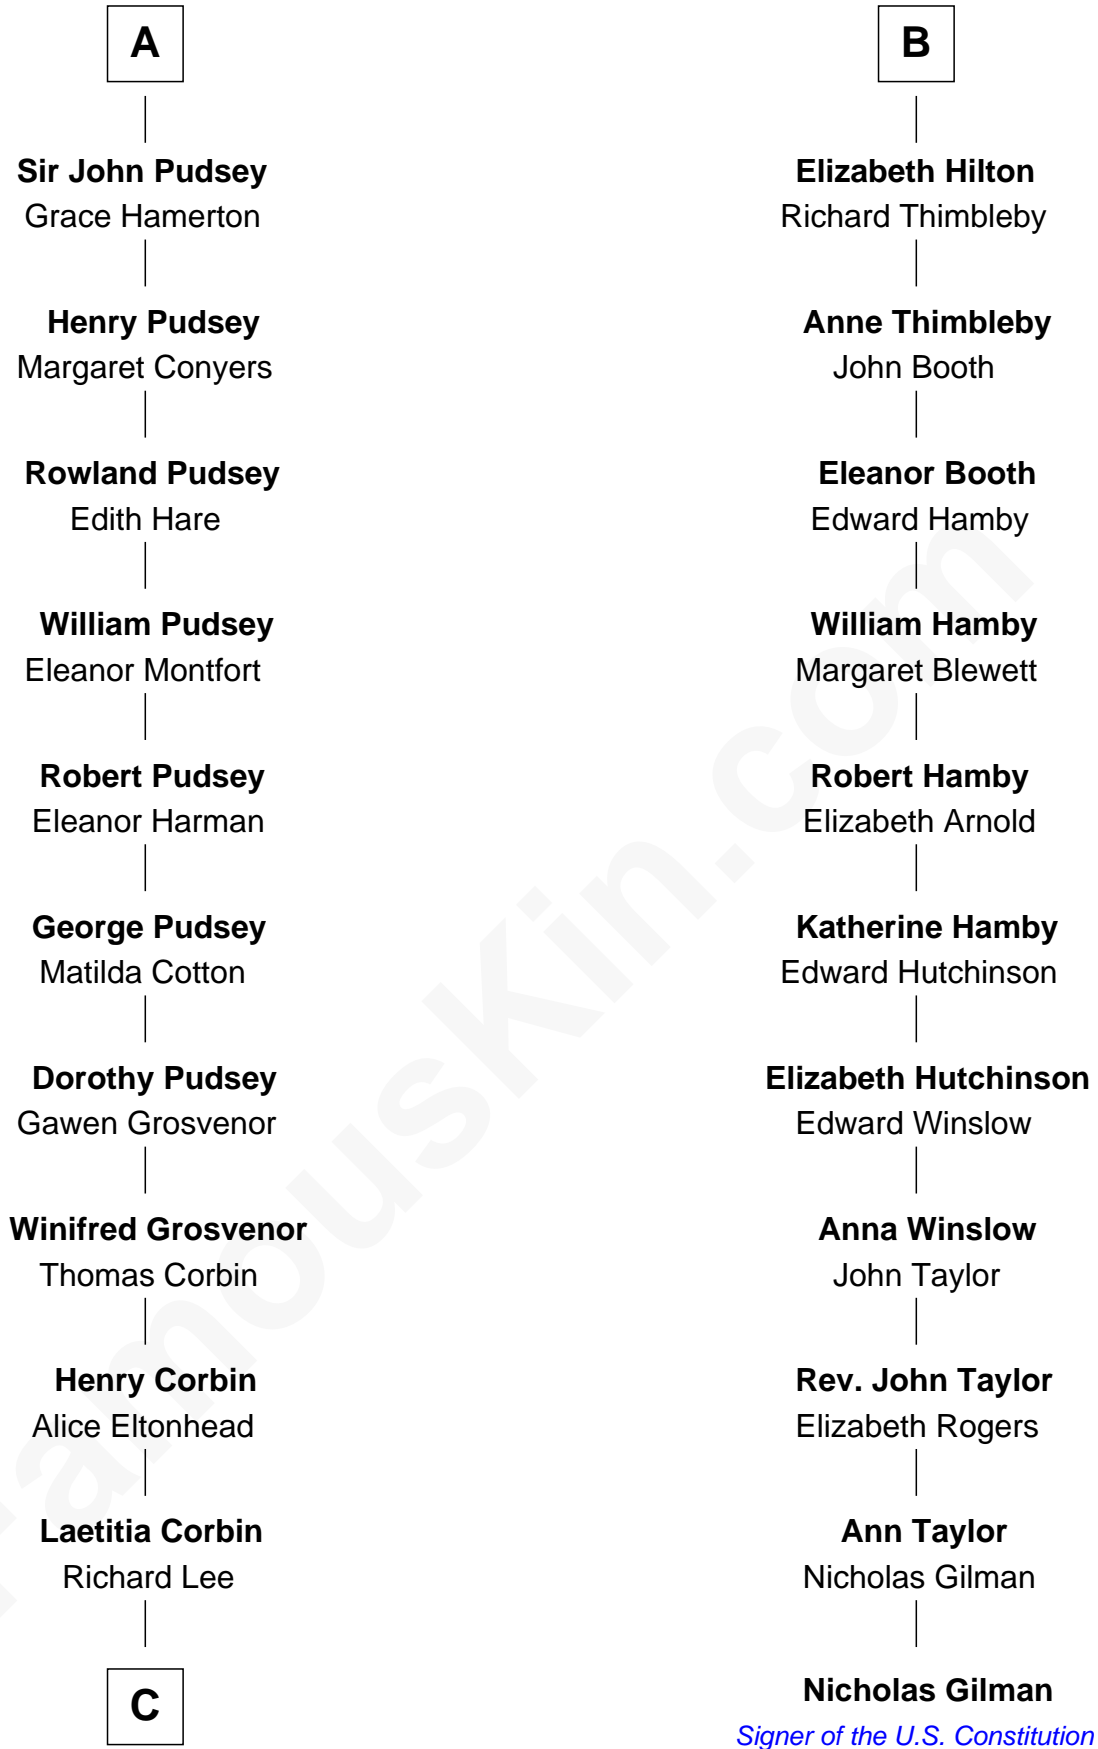 A
Sir John Pudsey
Grace Hamerton
Henry Pudsey
Margaret Conyers
Rowland Pudsey
Edith Hare
William Pudsey
Eleanor Montfort
Robert Pudsey
Eleanor Harman
George Pudsey
Matilda Cotton
Dorothy Pudsey
Gawen Grosvenor
Winifred Grosvenor
Thomas Corbin
Henry Corbin
Alice Eltonhead
Laetitia Corbin
Richard Lee
C
B
Elizabeth Hilton
Richard Thimbleby
Anne Thimbleby
John Booth
Eleanor Booth
Edward Hamby
William Hamby
Margaret Blewett
Robert Hamby
Elizabeth Arnold
Katherine Hamby
Edward Hutchinson
Elizabeth Hutchinson
Edward Winslow
Anna Winslow
John Taylor
Rev. John Taylor
Elizabeth Rogers
Ann Taylor
Nicholas Gilman
Nicholas Gilman
Signer of the U.S. Constitution
FamousKin.com